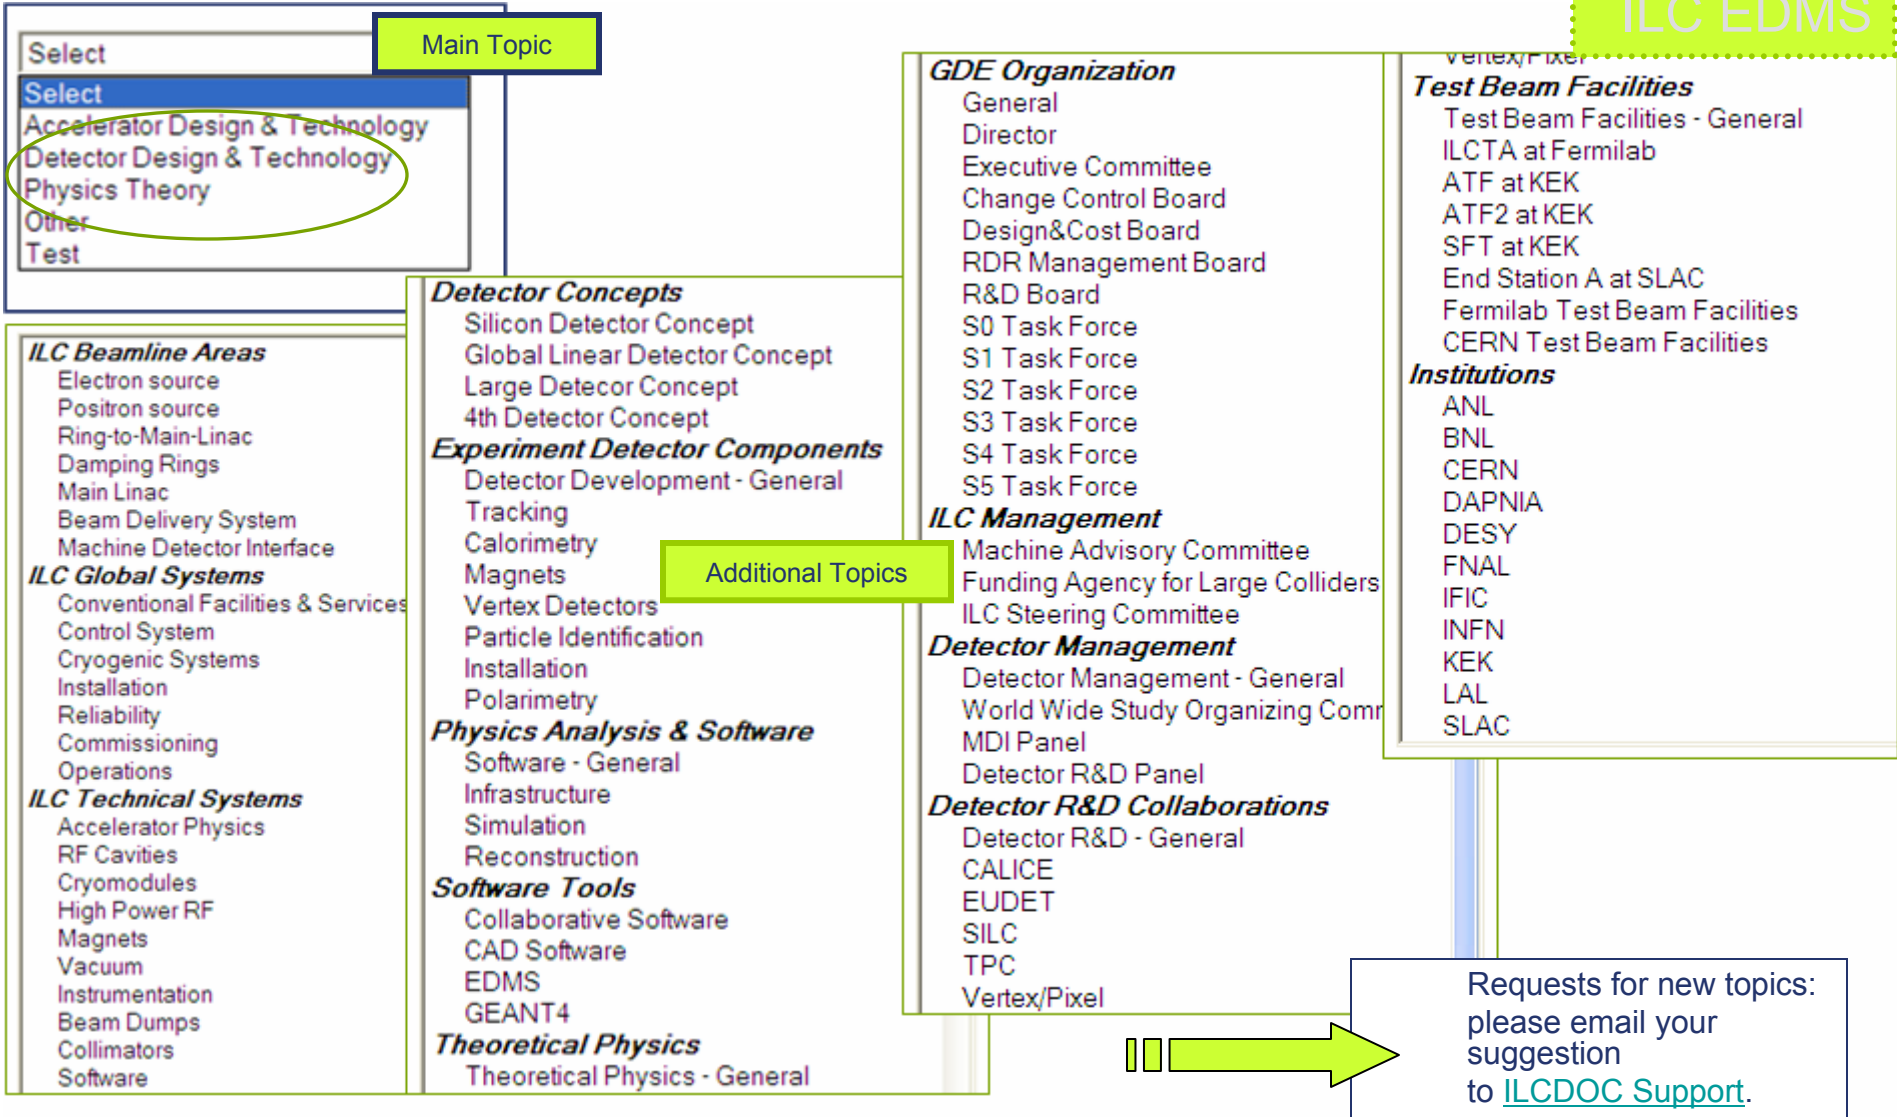 ILC EDMS
Main Topic
Select
Select
Accelerator Design & Technology
Detector Design & Technology
Physics Theory
Other
Test
ILC Beamline Areas
Electron source
Positron source
Ring-to-Main-Linac
Damping Rings
Main Linac
Beam Delivery System
Machine Detector Interface
ILC Global Systems
Conventional Facilities & Services
Control System
Cryogenic Systems
Installation
Reliability
Commissioning
Operations
ILC Technical Systems
Accelerator Physics
RF Cavities
Cryomodules
High Power RF
Magnets
Vacuum
Instrumentation
Beam Dumps
Collimators
Software
Detector Concepts
Silicon Detector Concept
Global Linear Detector Concept
Large Detecor Concept
4th Detector Concept
Experiment Detector Components
Detector Development - General
Tracking
Calorimetry
Magnets
Vertex Detectors
Particle Identification
Installation
Polarimetry
Physics Analysis & Software
Software - General
Infrastructure
Simulation
Reconstruction
Software Tools
Collaborative Software
CAD Software
EDMS
GEANT4
Theoretical Physics
Theoretical Physics - General
Additional Topics
GDE Organization
General
Director
Executive Committee
Change Control Board
Design&Cost Board
RDR Management Board
R&D Board
S0 Task Force
S1 Task Force
S2 Task Force
S3 Task Force
S4 Task Force
S5 Task Force
ILC Management
Machine Advisory Committee
Funding Agency for Large Colliders
ILC Steering Committee
Detector Management
Detector Management - General
World Wide Study Organizing Comm
MDI Panel
Detector R&D Panel
Detector R&D Collaborations
Detector R&D - General
CALICE
EUDET
SILC
TPC
Vertex/Pixel
Vertex/Pixel
Test Beam Facilities
Test Beam Facilities - General
ILCTA at Fermilab
ATF at KEK
ATF2 at KEK
SFT at KEK
End Station A at SLAC
Fermilab Test Beam Facilities
CERN Test Beam Facilities
Institutions
ANL
BNL
CERN
DAPNIA
DESY
FNAL
IFIC
INFN
KEK
LAL
SLAC
Requests for new topics:
please email your
suggestion
to ILCDOC Support.